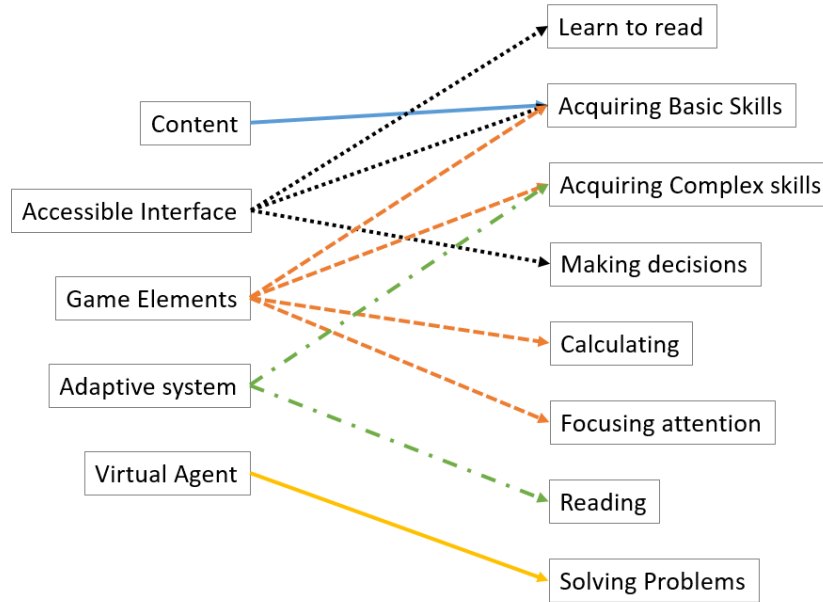 Learn to read
Content
Acquiring Basic Skills
Accessible Interface
Acquiring Complex skills
Making decisions
Game Elements
Calculating
Adaptive system
Focusing attention
Virtual Agent
Reading
Solving Problems